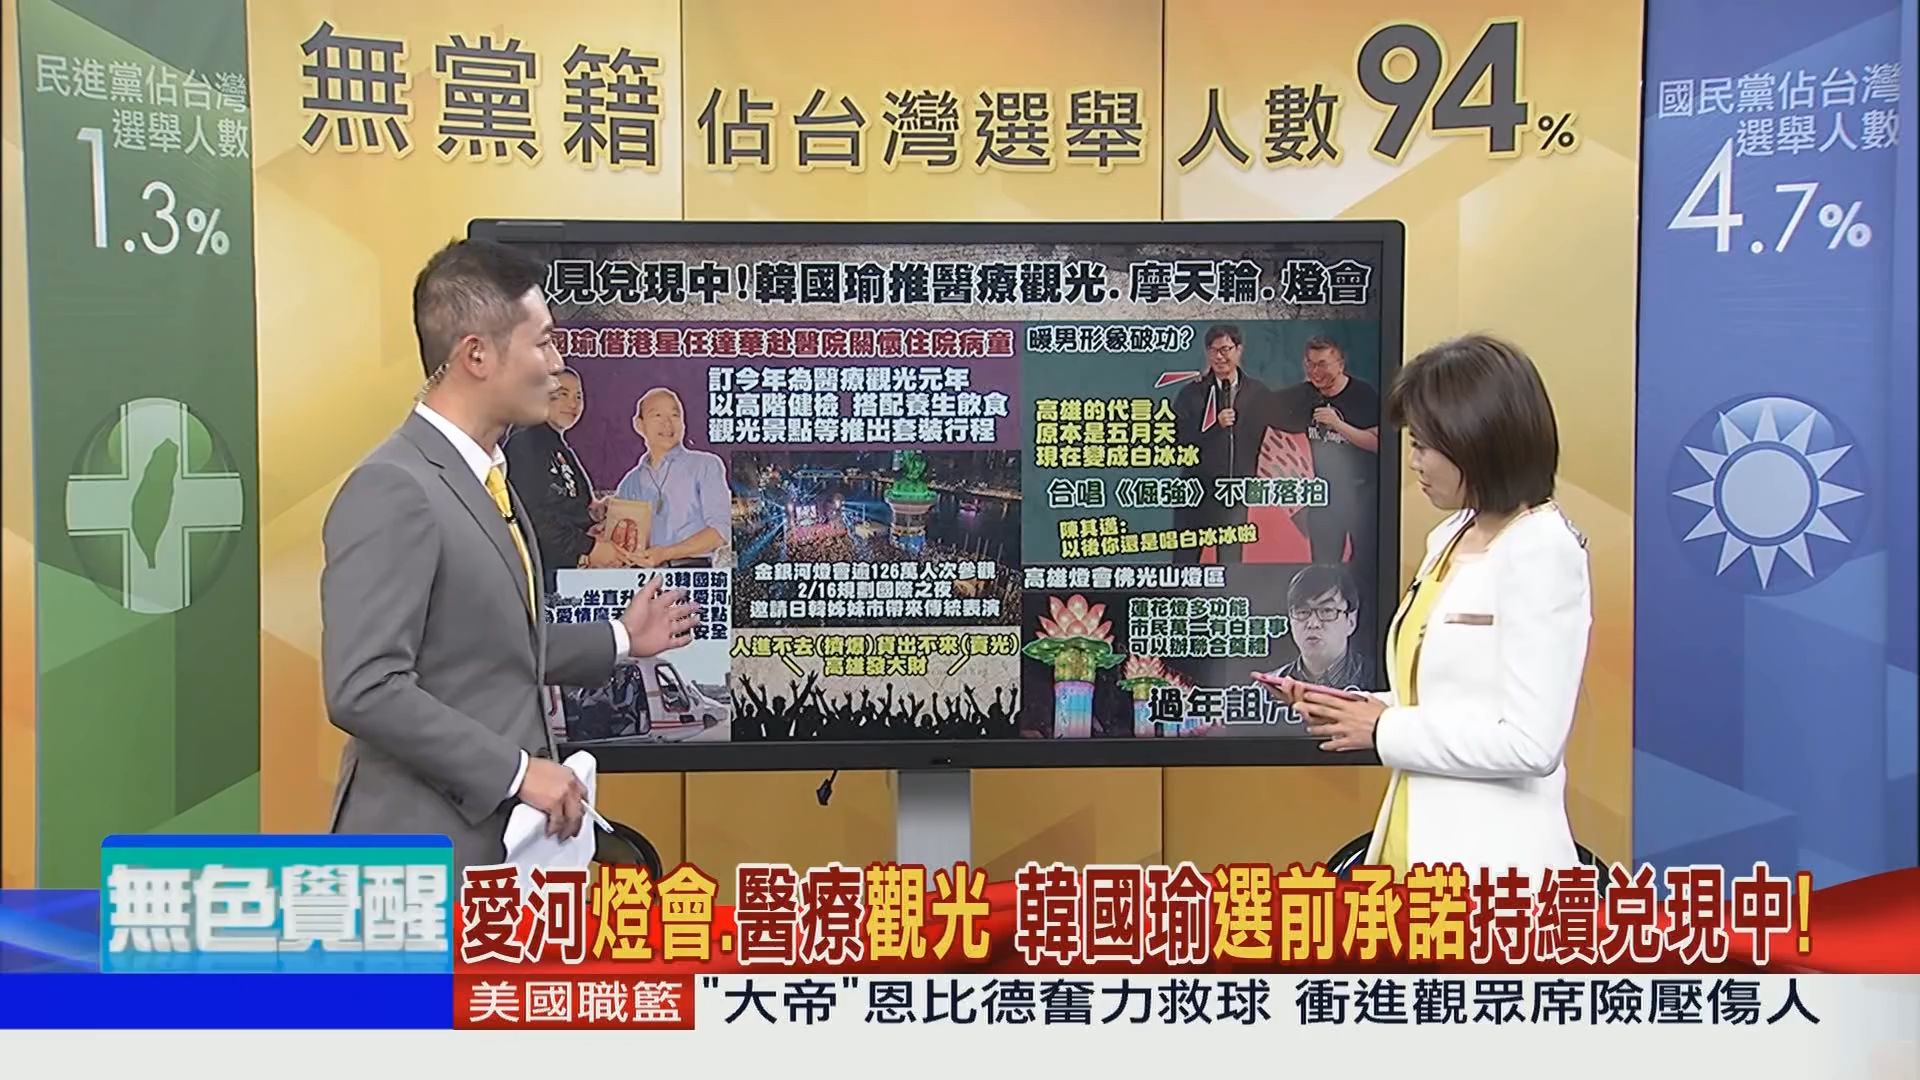 民進黨佔台灣
選舉人數
1.3%
無黨籍 佔台灣選舉人數 94%
國民黨佔台灣
選舉人數
4.7%
見兌現中!韓國瑜推醫療觀光.摩天輪.燈會
瑜偕港星任達華赴醫院關懷住院病童
訂今年為醫療觀光元年
以高階健檢 搭配養生飲食
觀光景點等推出套裝行程
暖男形象破功?
高雄的代言人
原本是五月天
現在變成白冰冰
合唱《倔強》不斷落拍
陳其邁:
以後你還是唱白冰冰啦
韓國瑜
坐直升
愛河
安全
金銀河燈會逾126萬人次參觀
2/16規劃國際之夜
邀請日韓姊妹市帶來傳統表演
人進不去(擠爆)貨出不來(賣光)
高雄發大財
高雄燈會佛光山燈區
蓮花燈多功能
市民萬一有白喜事
可以辦聯合奠禮
過年詛
無色覺醒
愛河燈會.醫療觀光 韓國瑜選前承諾持續兌現中!
美國職籃 "大帝"恩比德奮力救球 衝進觀眾席險壓傷人